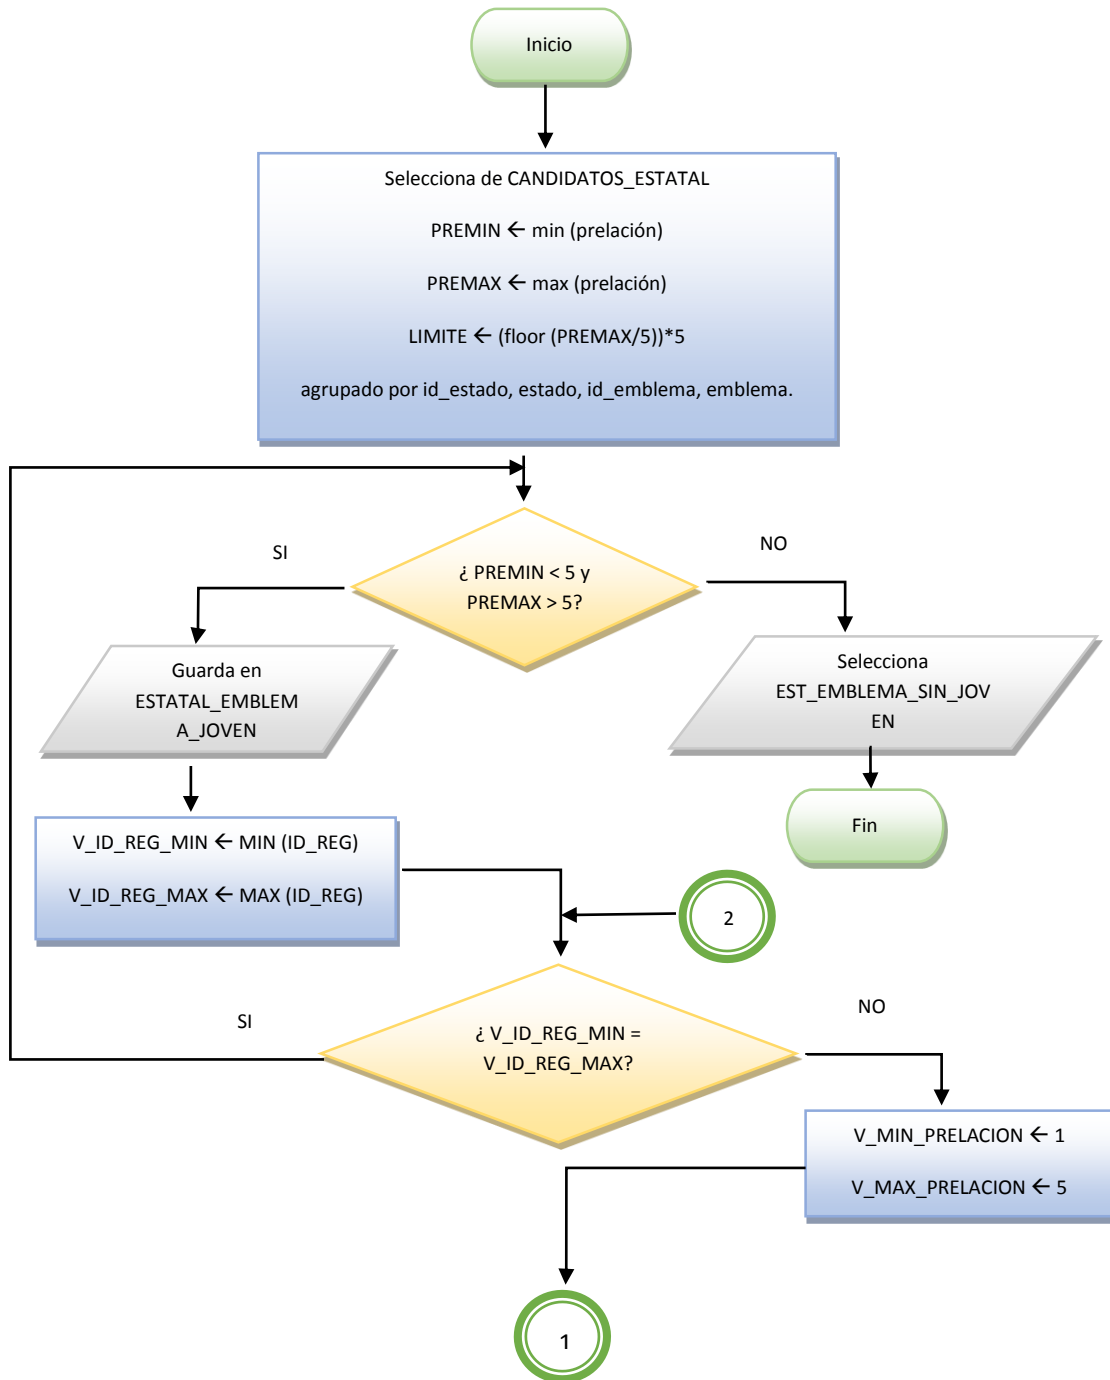 Inicio
Selecciona de CANDIDATOS_ESTATAL
PREMIN ← min (prelación)
PREMAX ← max (prelación)
LIMITE ← (floor (PREMAX/5))*5
agrupado por id_estado, estado, id_emblema, emblema.
SI
NO
¿ PREMIN < 5 y
PREMAX > 5?
Guarda en
ESTATAL_EMBLEM
A_JOVEN
Selecciona
EST_EMBLEMA_SIN_JOV
EN
Fin
V_ID_REG_MIN ← MIN (ID_REG)
V_ID_REG_MAX ← MAX (ID_REG)
2
SI
NO
¿ V_ID_REG_MIN =
V_ID_REG_MAX?
V_MIN_PRELACION ← 1
V_MAX_PRELACION ← 5
1